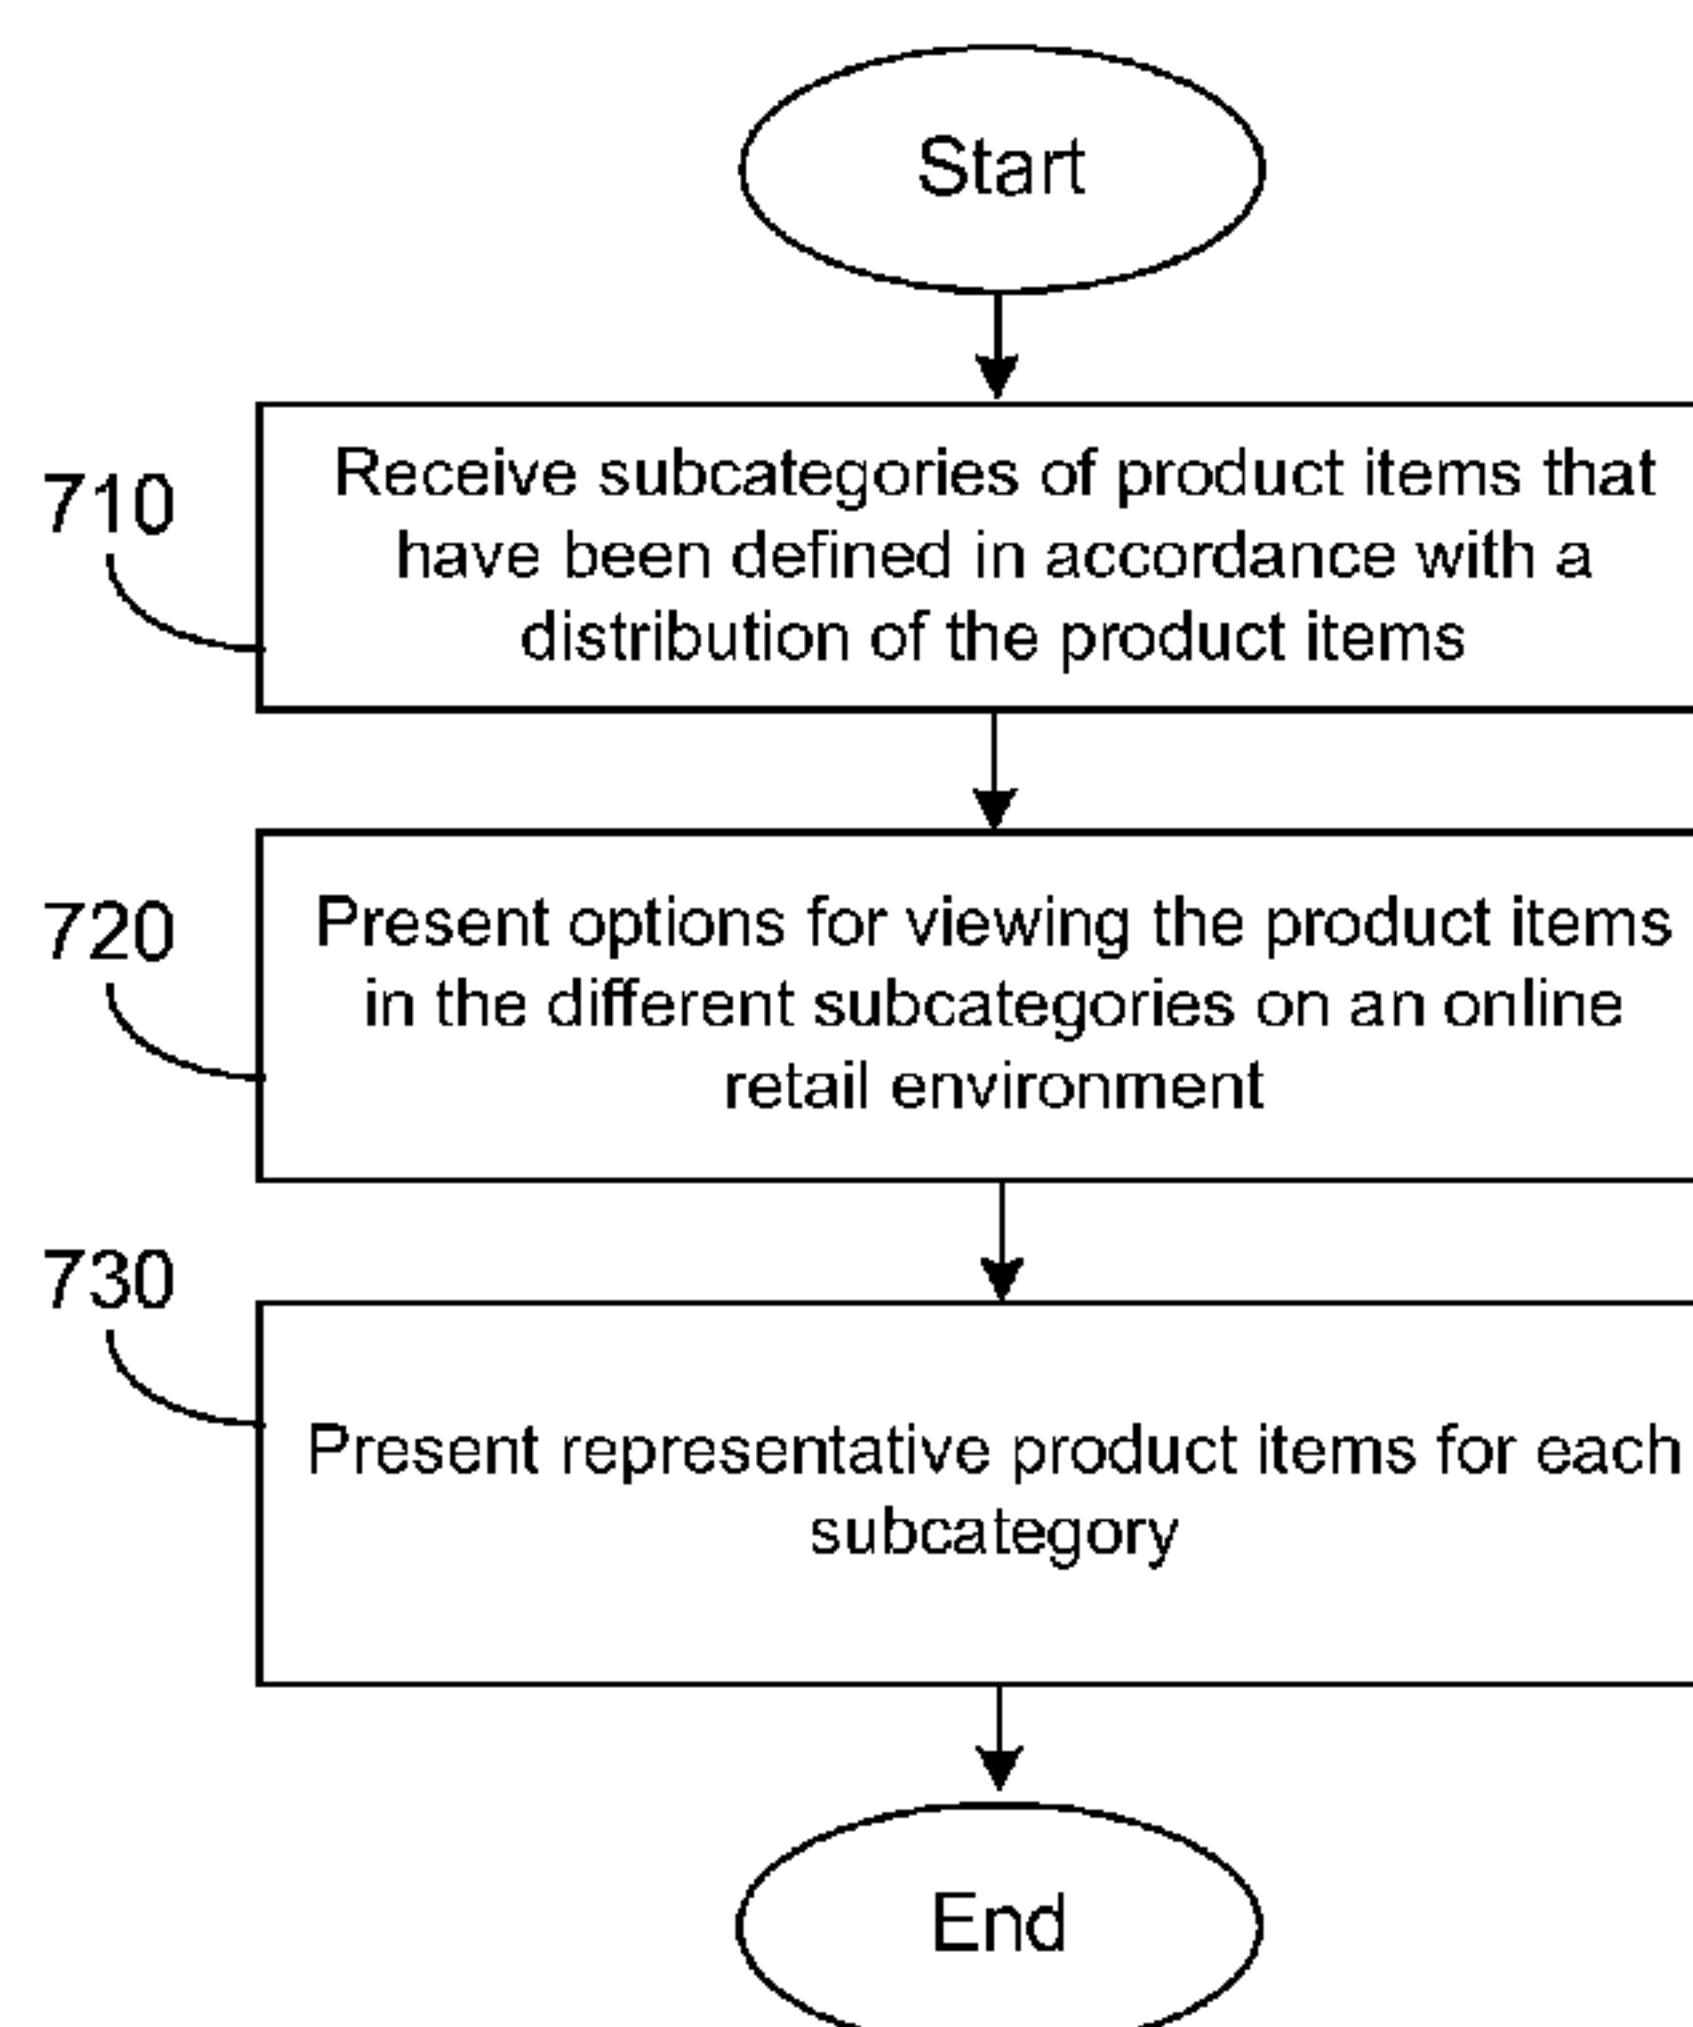 Start
710
Receive subcategories of product items that
have been defined in accordance with a
distribution of the product items
720
Present options for viewing the product items
in the different subcategories on an online
retail environment
730
Present representative product items for each
subcategory
End